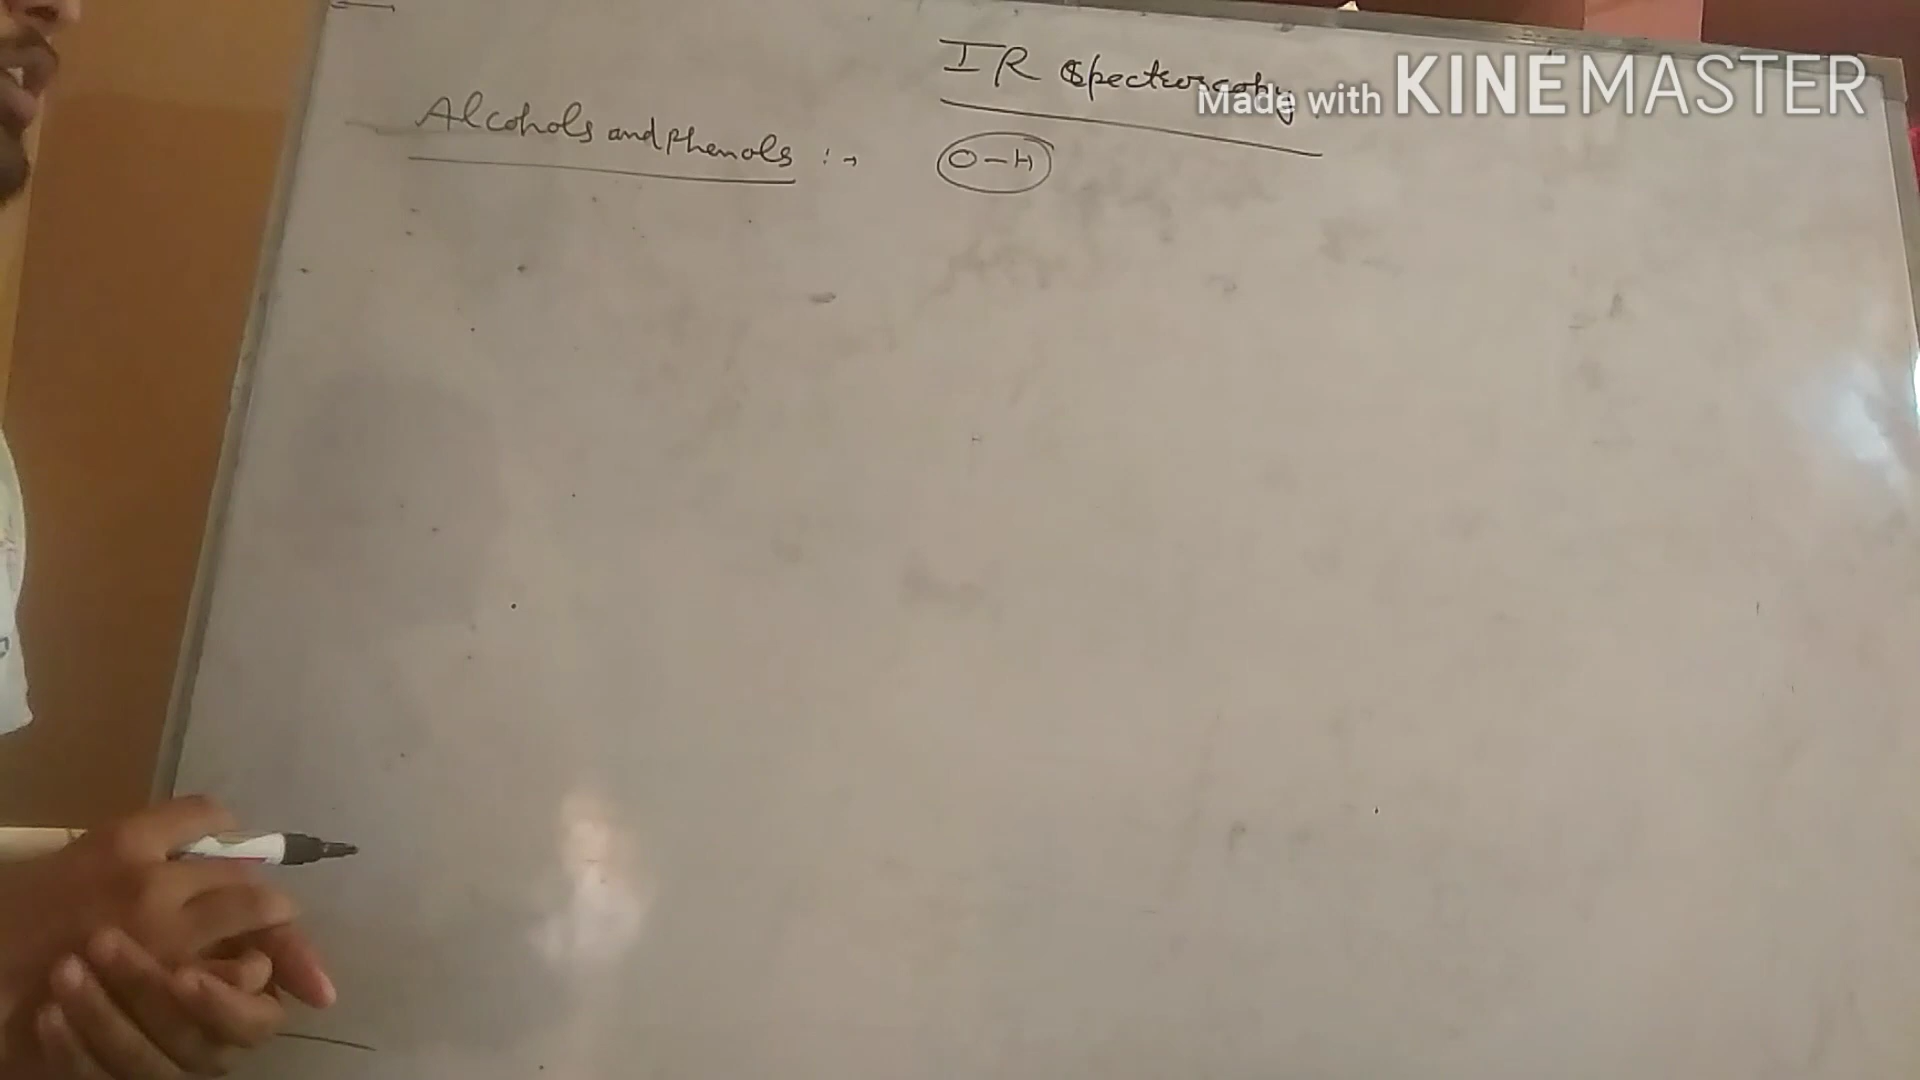 IR Spectroscopy
Made with KINEMASTER
Alcohols and Phenols :→ O-H